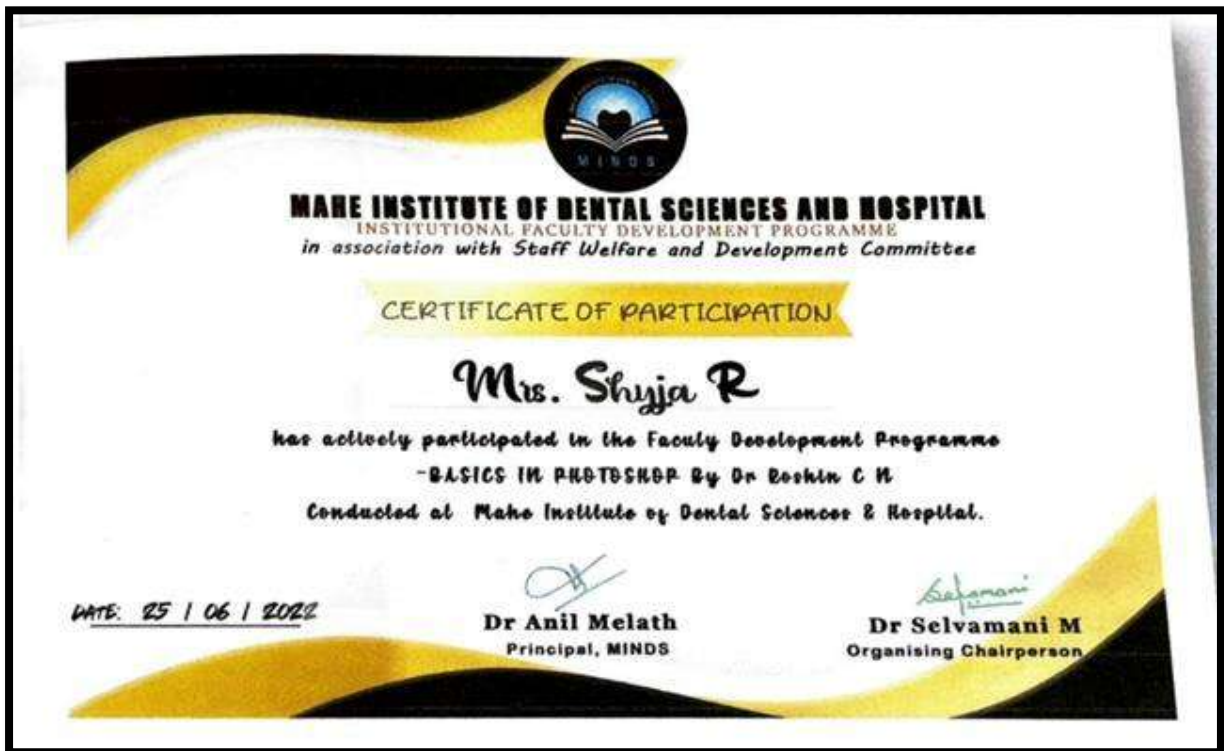 MINDS
MAHE INSTITUTE OF DENTAL SCIENCES AND HOSPITAL
INSTITUTIONAL FACULTY DEVELOPMENT PROGRAMME
in association with Staff Welfare and Development Committee
CERTIFICATE OF PARTICIPATION
Mrs. Shyja R
has actively participated in the Faculy Development Programme
-BASICS IN PHOTOSHOP By Dr Roshin C N
Conducted at Mahe Institute of Dental Sciences & Hospital.
Selvamani
DATE: 25 / 06 / 2022
Dr Anil Melath
Dr Selvamani M
Principal, MINDS
Organising Chairperson